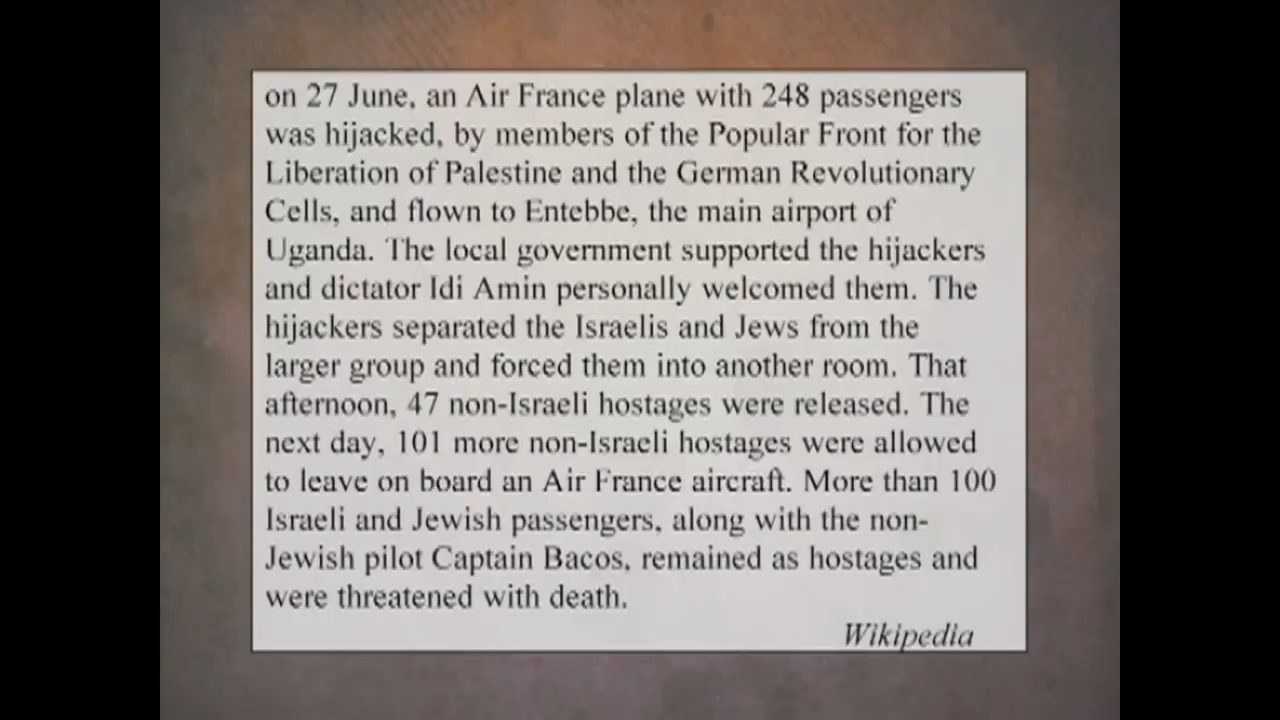 on 27 June, an Air France plane with 248 passengers
was hijacked, by members of the Popular Front for the
Liberation of Palestine and the German Revolutionary
Cells, and flown to Entebbe, the main airport of
Uganda. The local government supported the hijackers
and dictator Idi Amin personally welcomed them. The
hijackers separated the Israelis and Jews from the
larger group and forced them into another room. That
afternoon, 47 non-Israeli hostages were released. The
next day, 101 more non-Israeli hostages were allowed
to leave on board an Air France aircraft. More than 100
Israeli and Jewish passengers, along with the non-
Jewish pilot Captain Bacos, remained as hostages and
were threatened with death.
Wikipedia